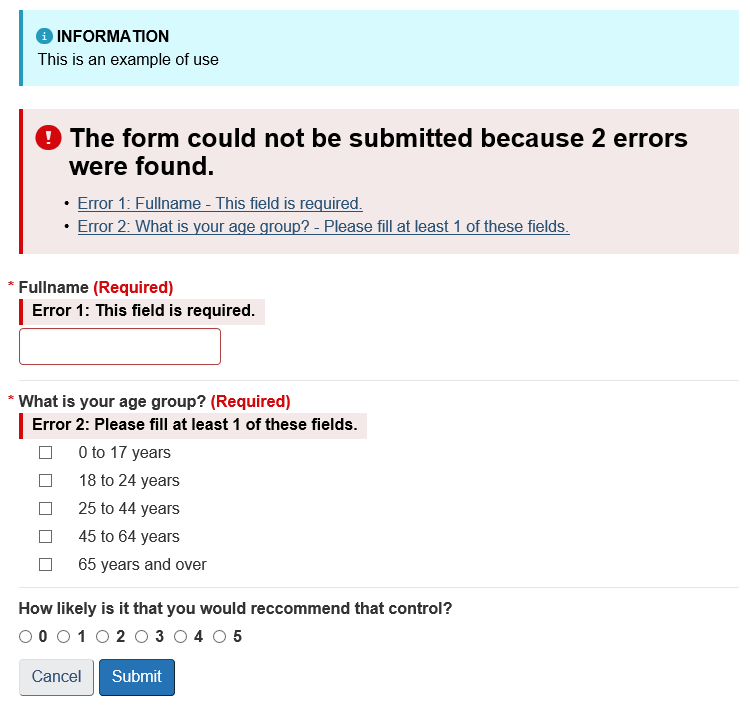 INFORMATION
This is an example of use
The form could not be submitted because 2 errors
were found.
• Error 1: Fullname - This field is required.
• Error 2: What is your age group? - Please fill at least 1 of these fields.
* Fullname (Required)
Error 1: This field is required.
* What is your age group? (Required)
Error 2: Please fill at least 1 of these fields.
0 to 17 years
18 to 24 years
25 to 44 years
45 to 64 years
65 years and over
How likely is it that you would reccommend that control?
0 1 2 3 4 5
Cancel Submit